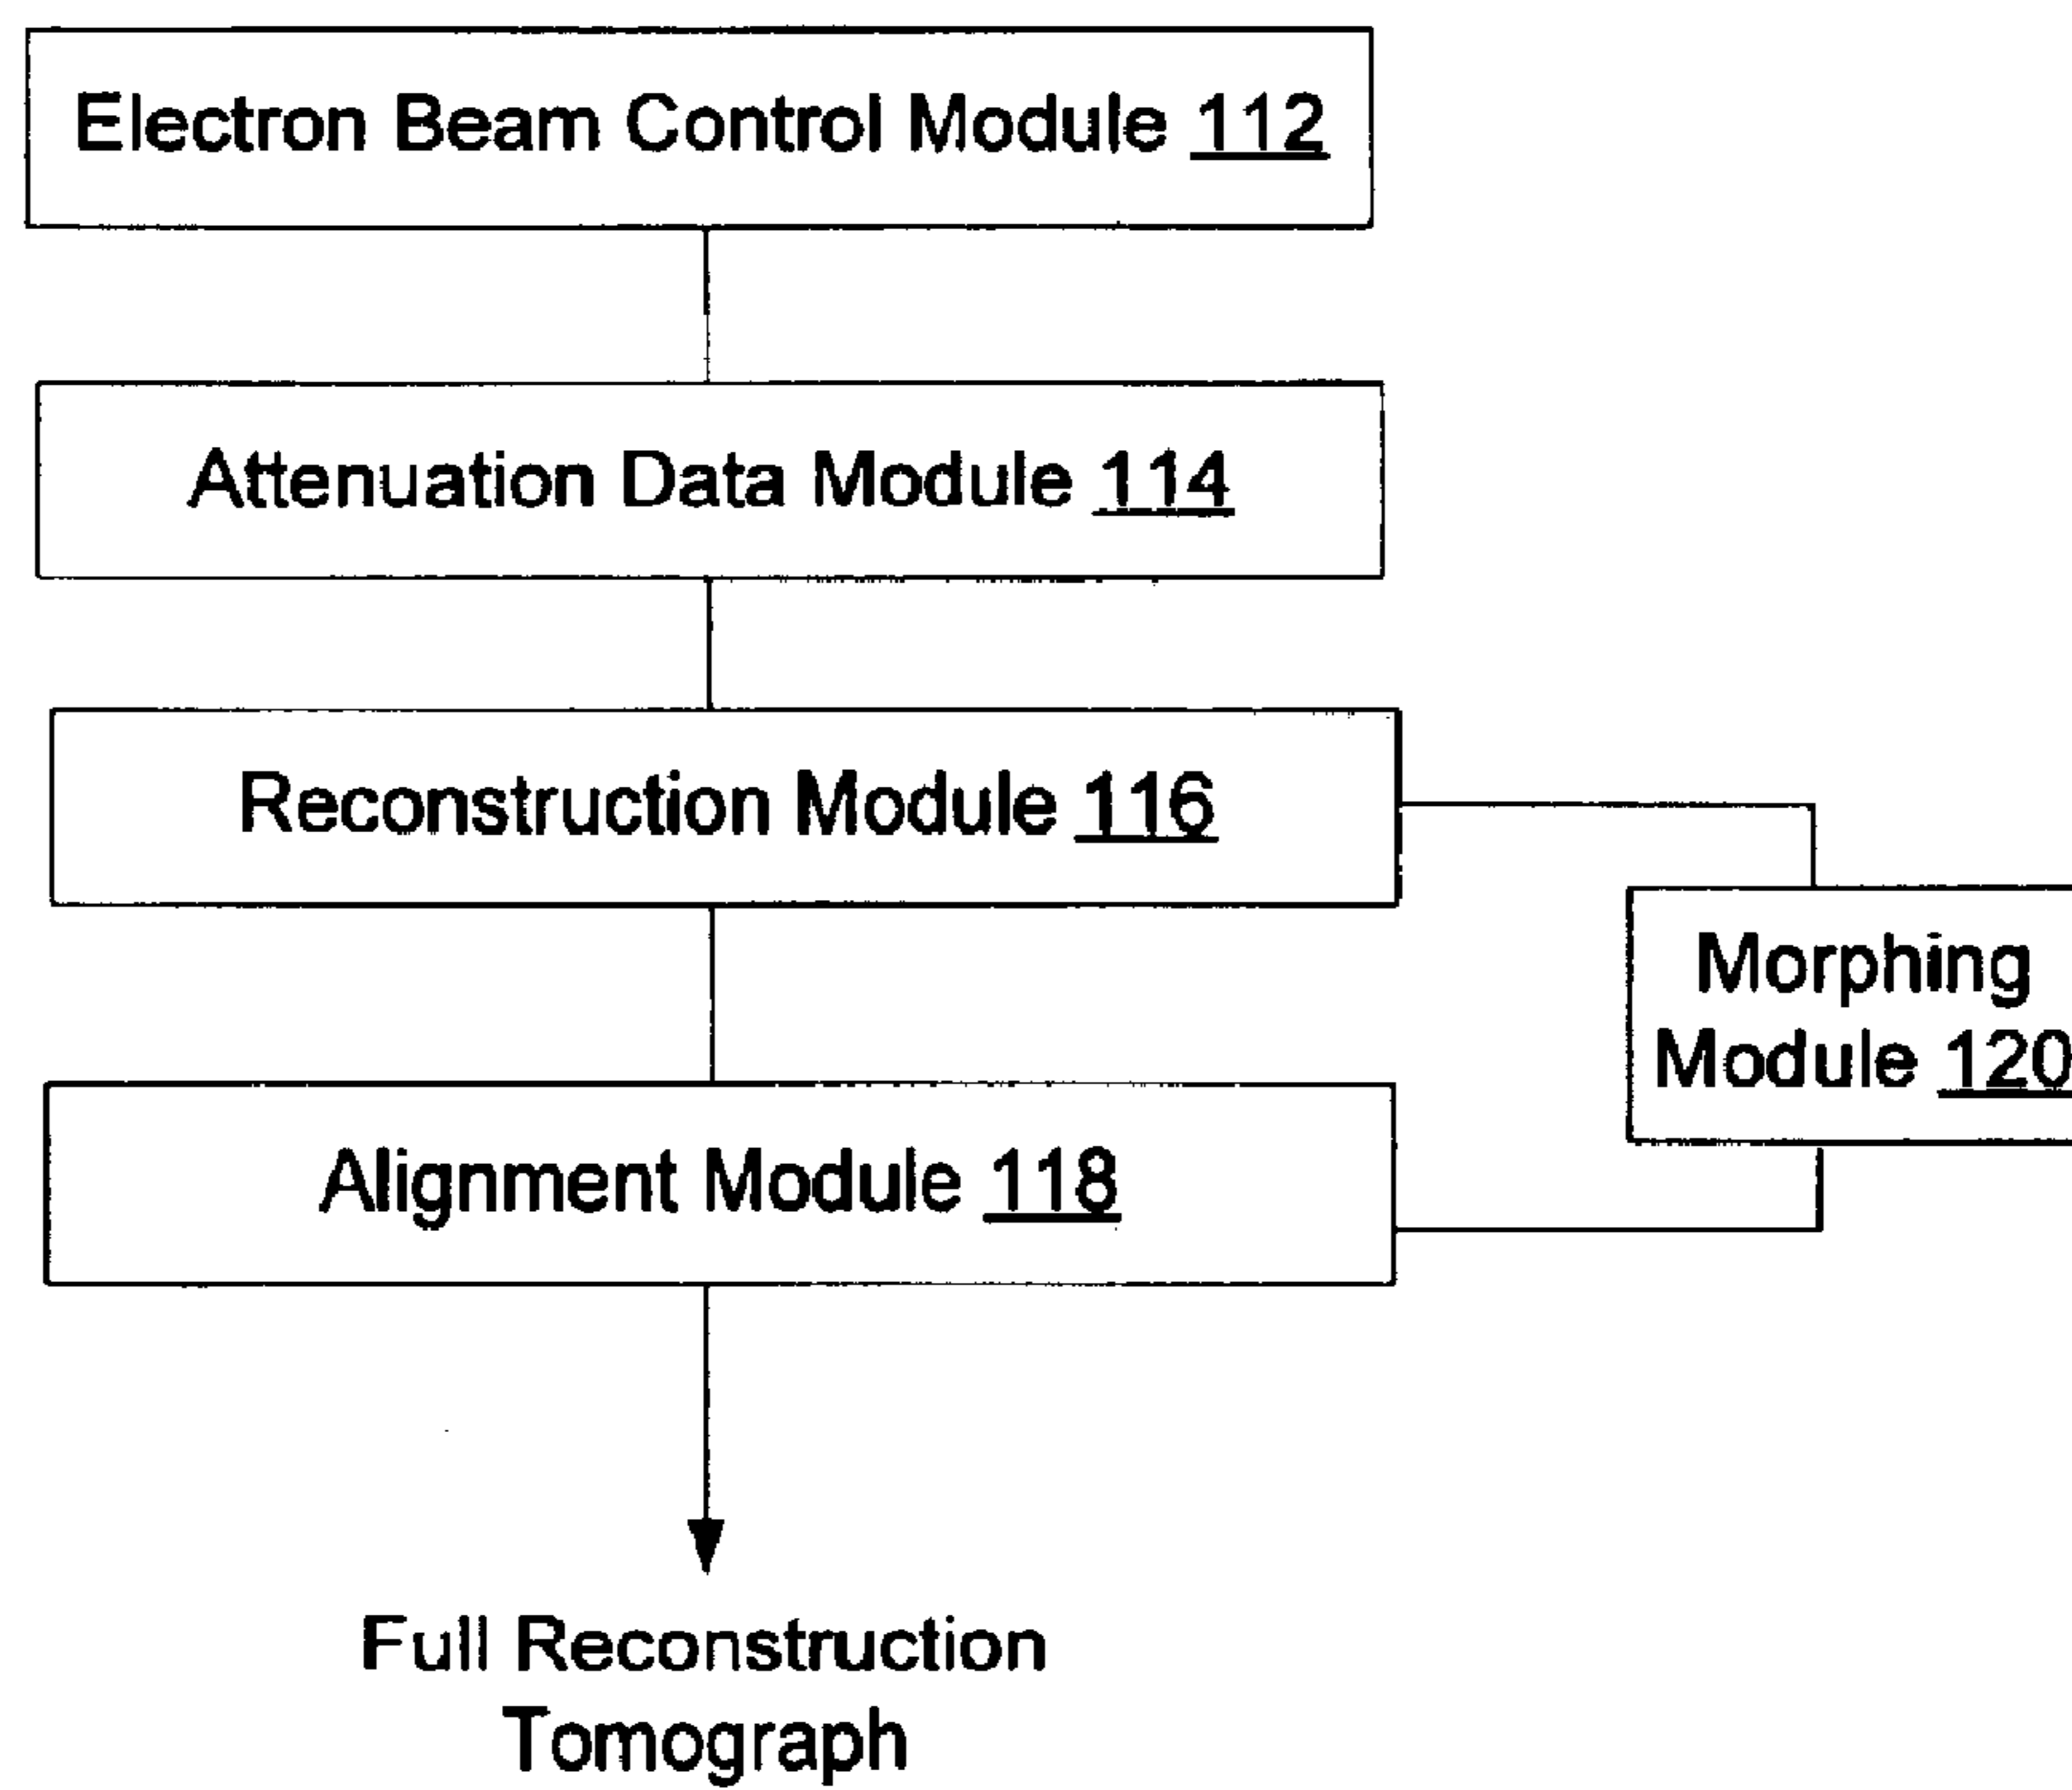 Electron Beam Control Module 112
Attenuation Data Module 114
Reconstruction Module 116
Morphing
Module 120
Alignment Module 118
Full Reconstruction
Tomograph